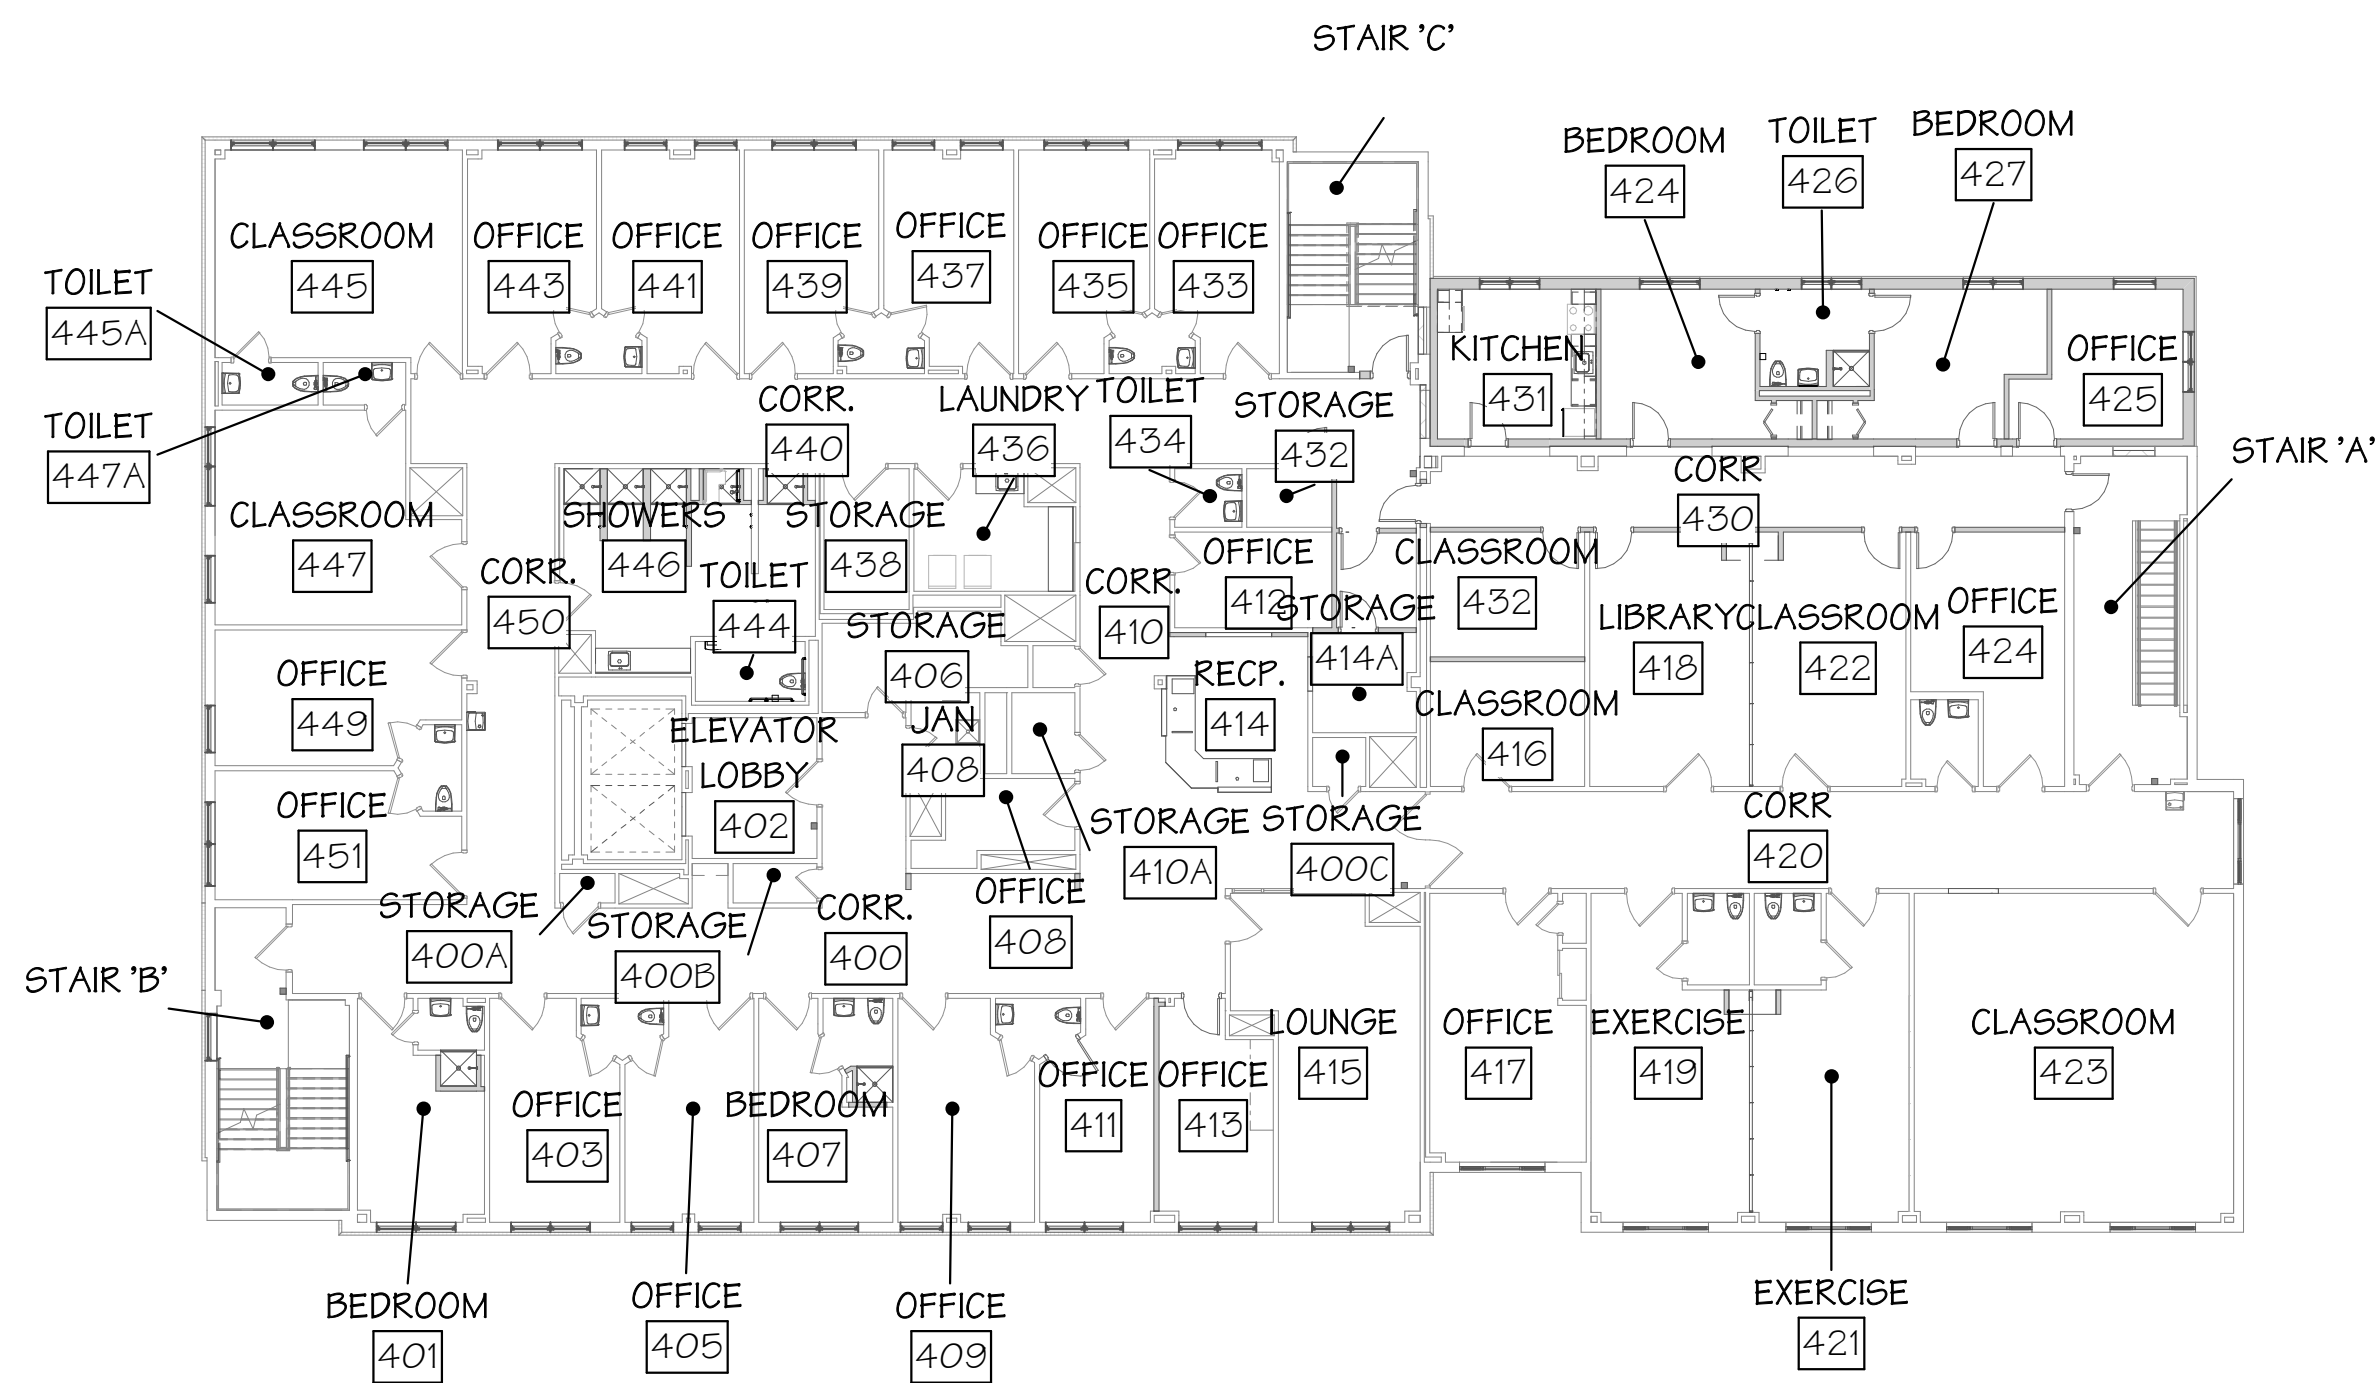 STAIR 'C'
BEDROOM
424
TOILET
426
BEDROOM
427
CLASSROOM
445
OFFICE
443
OFFICE
441
OFFICE
439
OFFICE
437
OFFICE
435
OFFICE
433
TOILET
445A
KITCHEN
431
OFFICE
425
TOILET
447A
CORR.
440
LAUNDRY
436
TOILET
434
STORAGE
432
STAIR 'A'
CORR
430
CLASSROOM
447
SHOWERS
446
STORAGE
438
CORR.
450
TOILET
444
CORR.
410
OFFICE
412
STORAGE
414A
CLASSROOM
432
LIBRARY
418
CLASSROOM
422
OFFICE
424
STORAGE
406
OFFICE
449
RECP.
414
CLASSROOM
416
JAN
408
ELEVATOR
LOBBY
402
OFFICE
451
STORAGE
410A
STORAGE
400C
CORR
420
STORAGE
400A
STORAGE
400B
CORR.
400
OFFICE
408
STAIR 'B'
LOUNGE
415
OFFICE
417
EXERCISE
419
CLASSROOM
423
OFFICE
403
BEDROOM
407
OFFICE
411
OFFICE
413
BEDROOM
401
OFFICE
405
OFFICE
409
EXERCISE
421